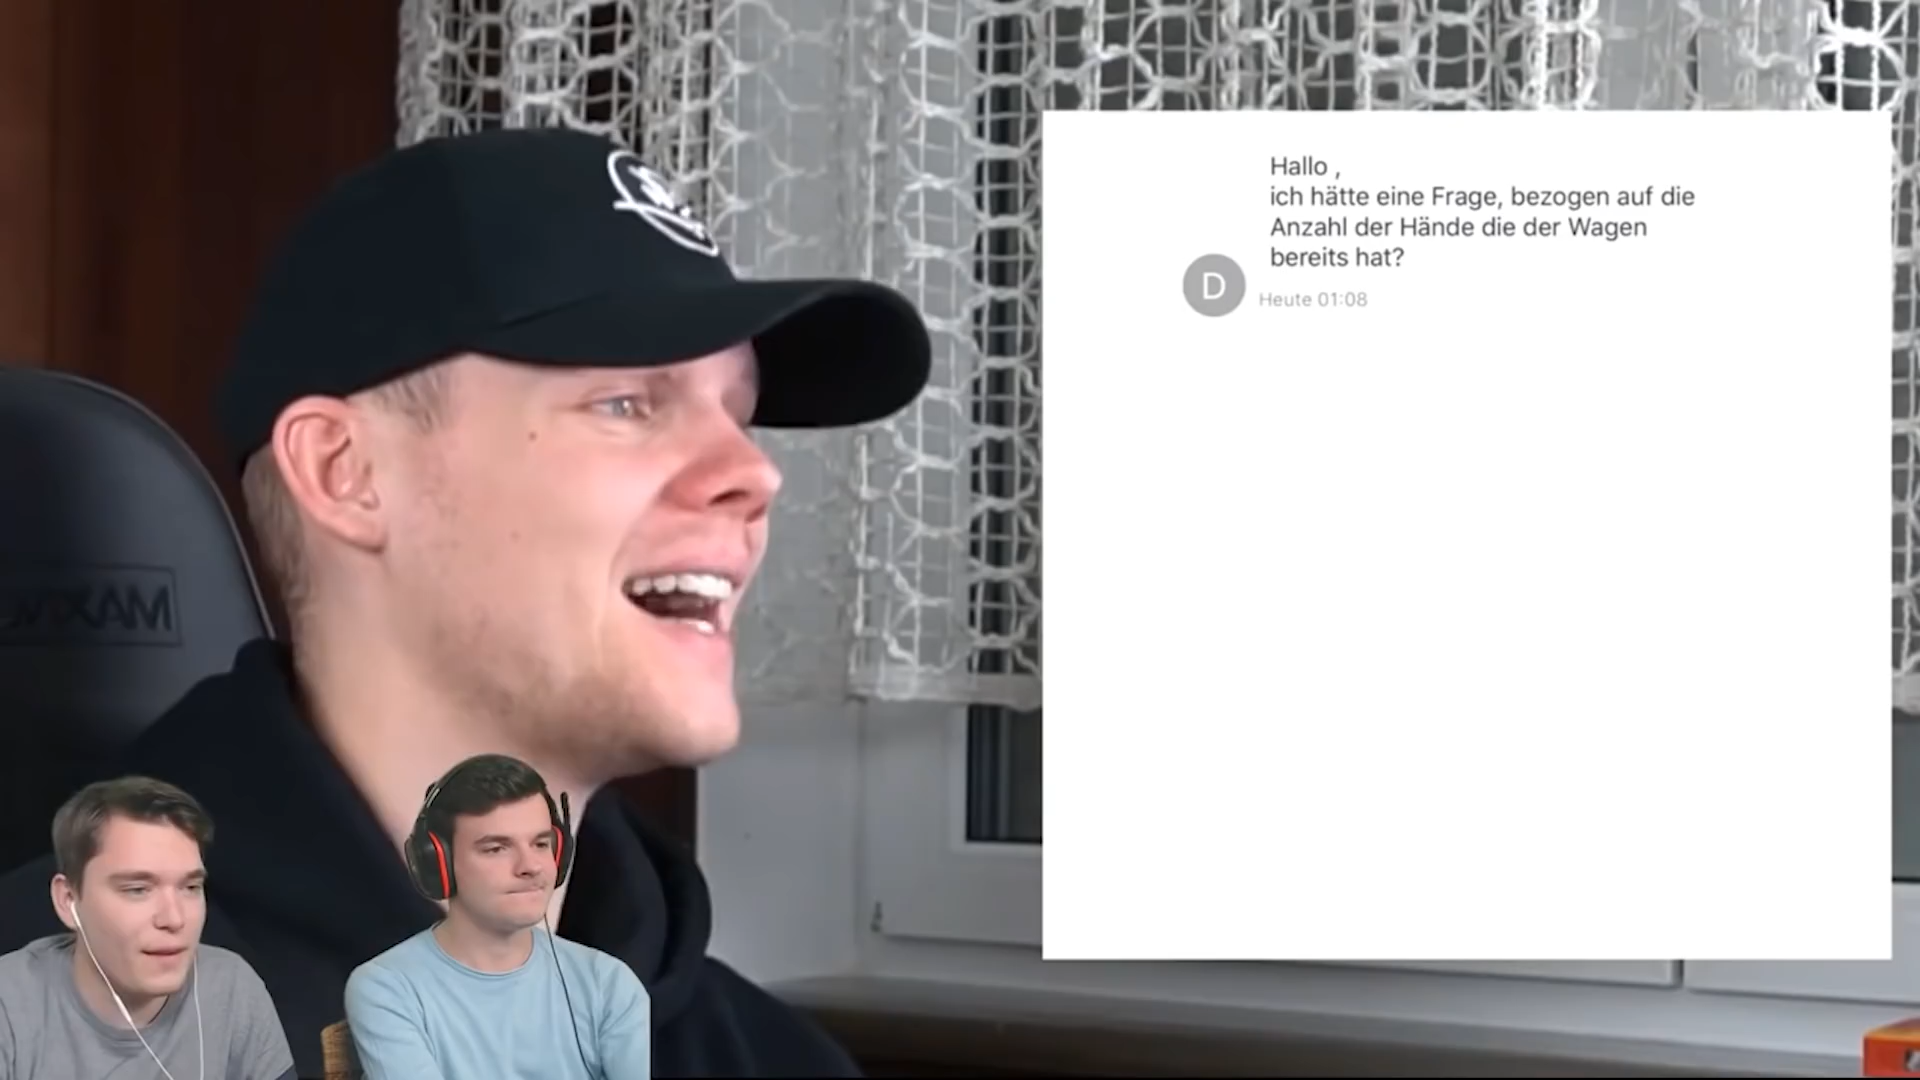 Hallo ,
ich hätte eine Frage, bezogen auf die
Anzahl der Hände die der Wagen
bereits hat?
D
Heute 01:08